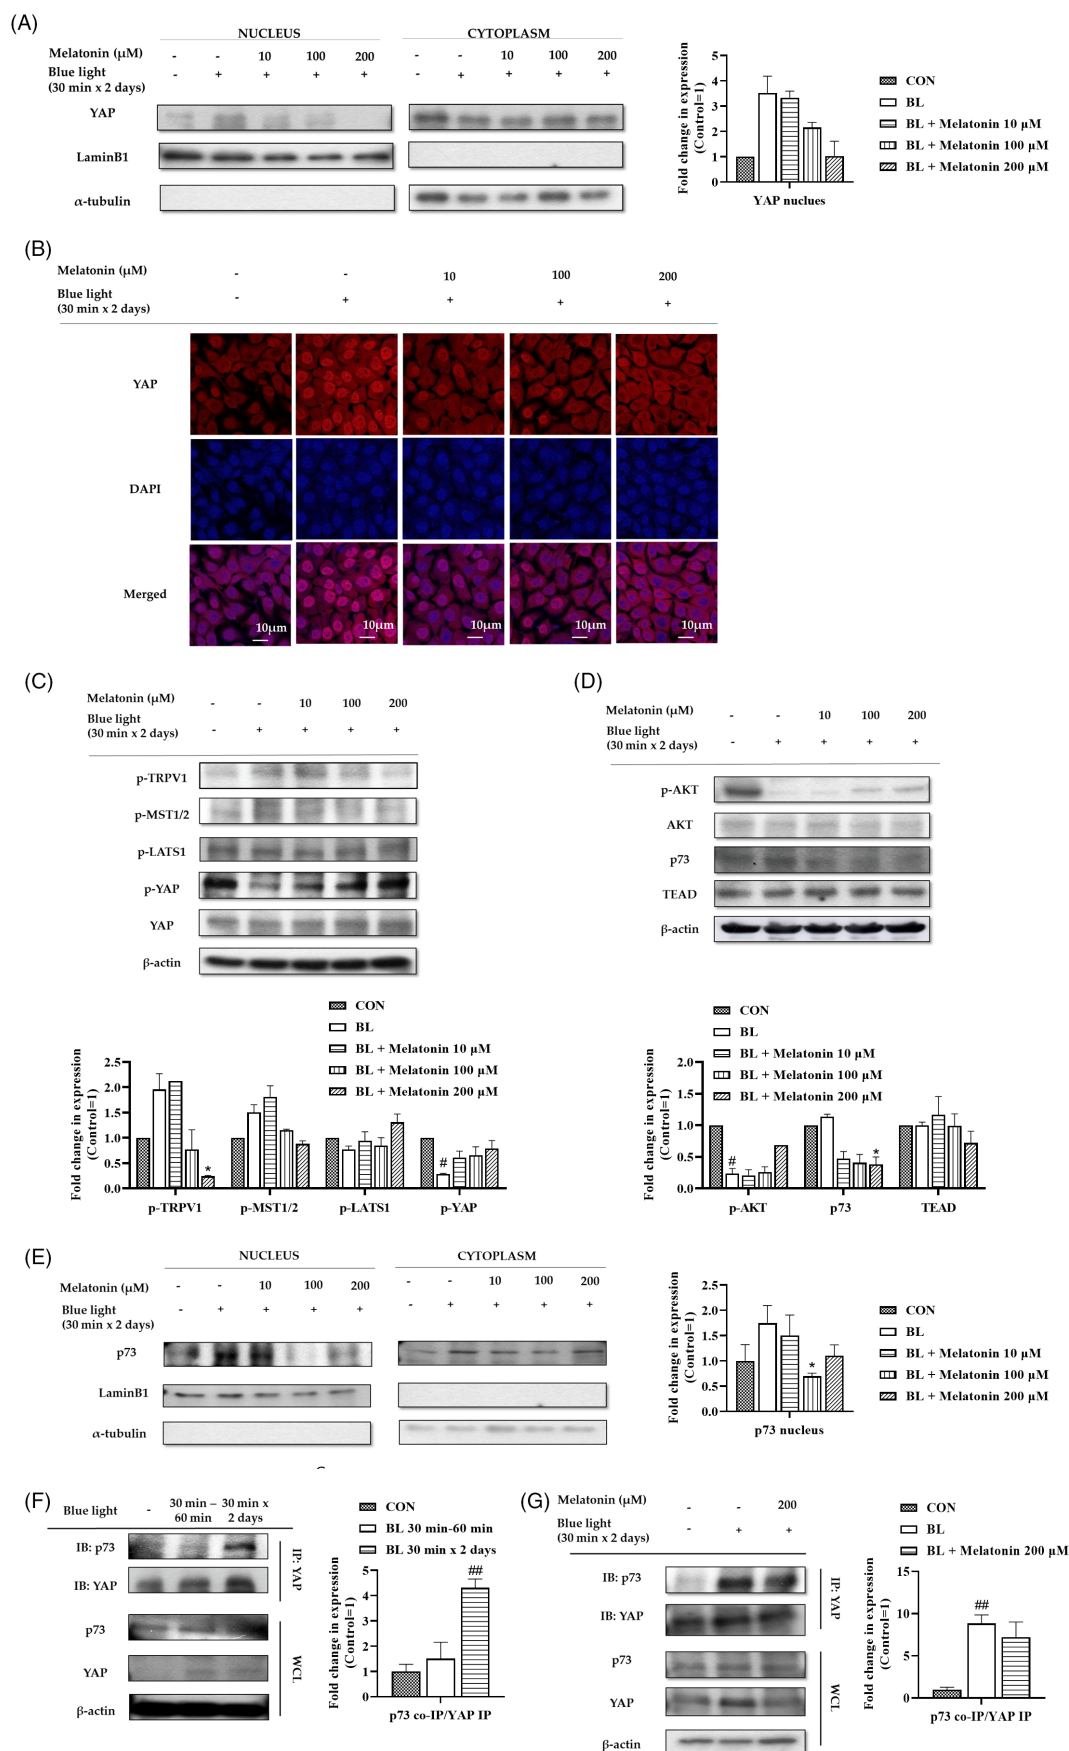 (A)
NUCLEUS
CYTOPLASM
Melatonin (µM) - - 10 100 200 - - 10 100 200
Blue light
(30 min x 2 days) - + + + + - + + + +
YAP
LaminB1
α-tubulin
Fold change in expression
(Control=1)
5
4
3
2
1
0
YAP nuclues
CON
BL
BL + Melatonin 10 µM
BL + Melatonin 100 µM
BL + Melatonin 200 µM
(B)
Melatonin (µM) - - 10 100 200
Blue light
(30 min x 2 days) - + + + +
YAP
DAPI
Merged
10µm 10µm 10µm 10µm 10µm
(C)
Melatonin (µM) - - 10 100 200
Blue light
(30 min x 2 days) - + + + +
p-TRPV1
p-MST1/2
p-LATS1
p-YAP
YAP
β-actin
CON
BL
BL + Melatonin 10 µM
BL + Melatonin 100 µM
BL + Melatonin 200 µM
Fold change in expression
(Control=1)
2.5
2.0
1.5
1.0
0.5
0.0
* #
p-TRPV1 p-MST1/2 p-LATS1 p-YAP
(D)
Melatonin (µM) - - 10 100 200
Blue light
(30 min x 2 days) - + + + +
p-AKT
AKT
p73
TEAD
β-actin
CON
BL
BL + Melatonin 10 µM
BL + Melatonin 100 µM
BL + Melatonin 200 µM
Fold change in expression
(Control=1)
2.0
1.5
1.0
0.5
0.0
# *
p-AKT p73 TEAD
(E)
NUCLEUS
CYTOPLASM
Melatonin (µM) - - 10 100 200 - - 10 100 200
Blue light
(30 min x 2 days) - + + + + - + + + +
p73
LaminB1
α-tubulin
Fold change in expression
(Control=1)
2.5
2.0
1.5
1.0
0.5
0.0
*
p73 nucleus
CON
BL
BL + Melatonin 10 µM
BL + Melatonin 100 µM
BL + Melatonin 200 µM
(F)
Blue light - 30 min – 60 min 30 min x 2 days
IB: p73
IB: YAP
IP: YAP
p73
YAP
β-actin
WCL
CON
BL 30 min-60 min
BL 30 min x 2 days
Fold change in expression
(Control=1)
5
4
3
2
1
0
##
p73 co-IP/YAP IP
(G)
Melatonin (µM) - - 200
Blue light
(30 min x 2 days) - + +
IB: p73
IB: YAP
IP: YAP
p73
YAP
β-actin
WCL
CON
BL
BL + Melatonin 200 µM
Fold change in expression
(Control=1)
15
10
5
0
##
p73 co-IP/YAP IP